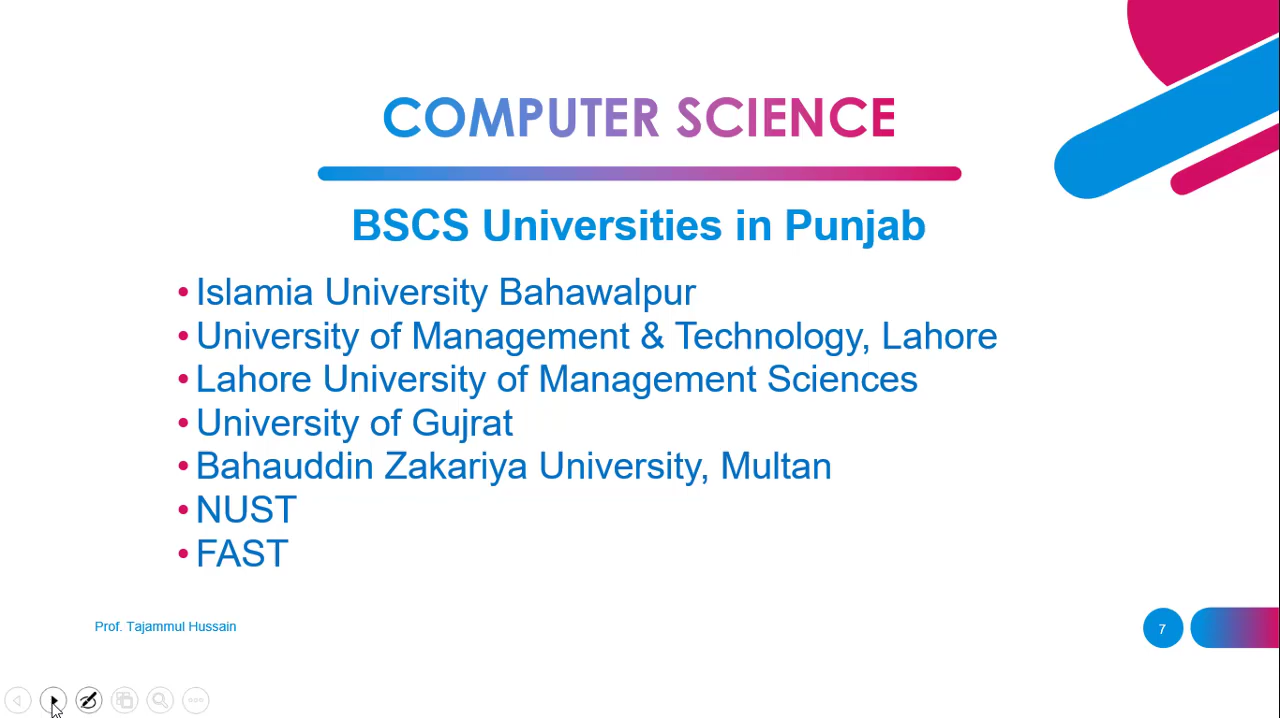 COMPUTER SCIENCE
BSCS Universities in Punjab
• Islamia University Bahawalpur
• University of Management & Technology, Lahore
• Lahore University of Management Sciences
• University of Gujrat
• Bahauddin Zakariya University, Multan
• NUST
• FAST
Prof. Tajammul Hussain
7